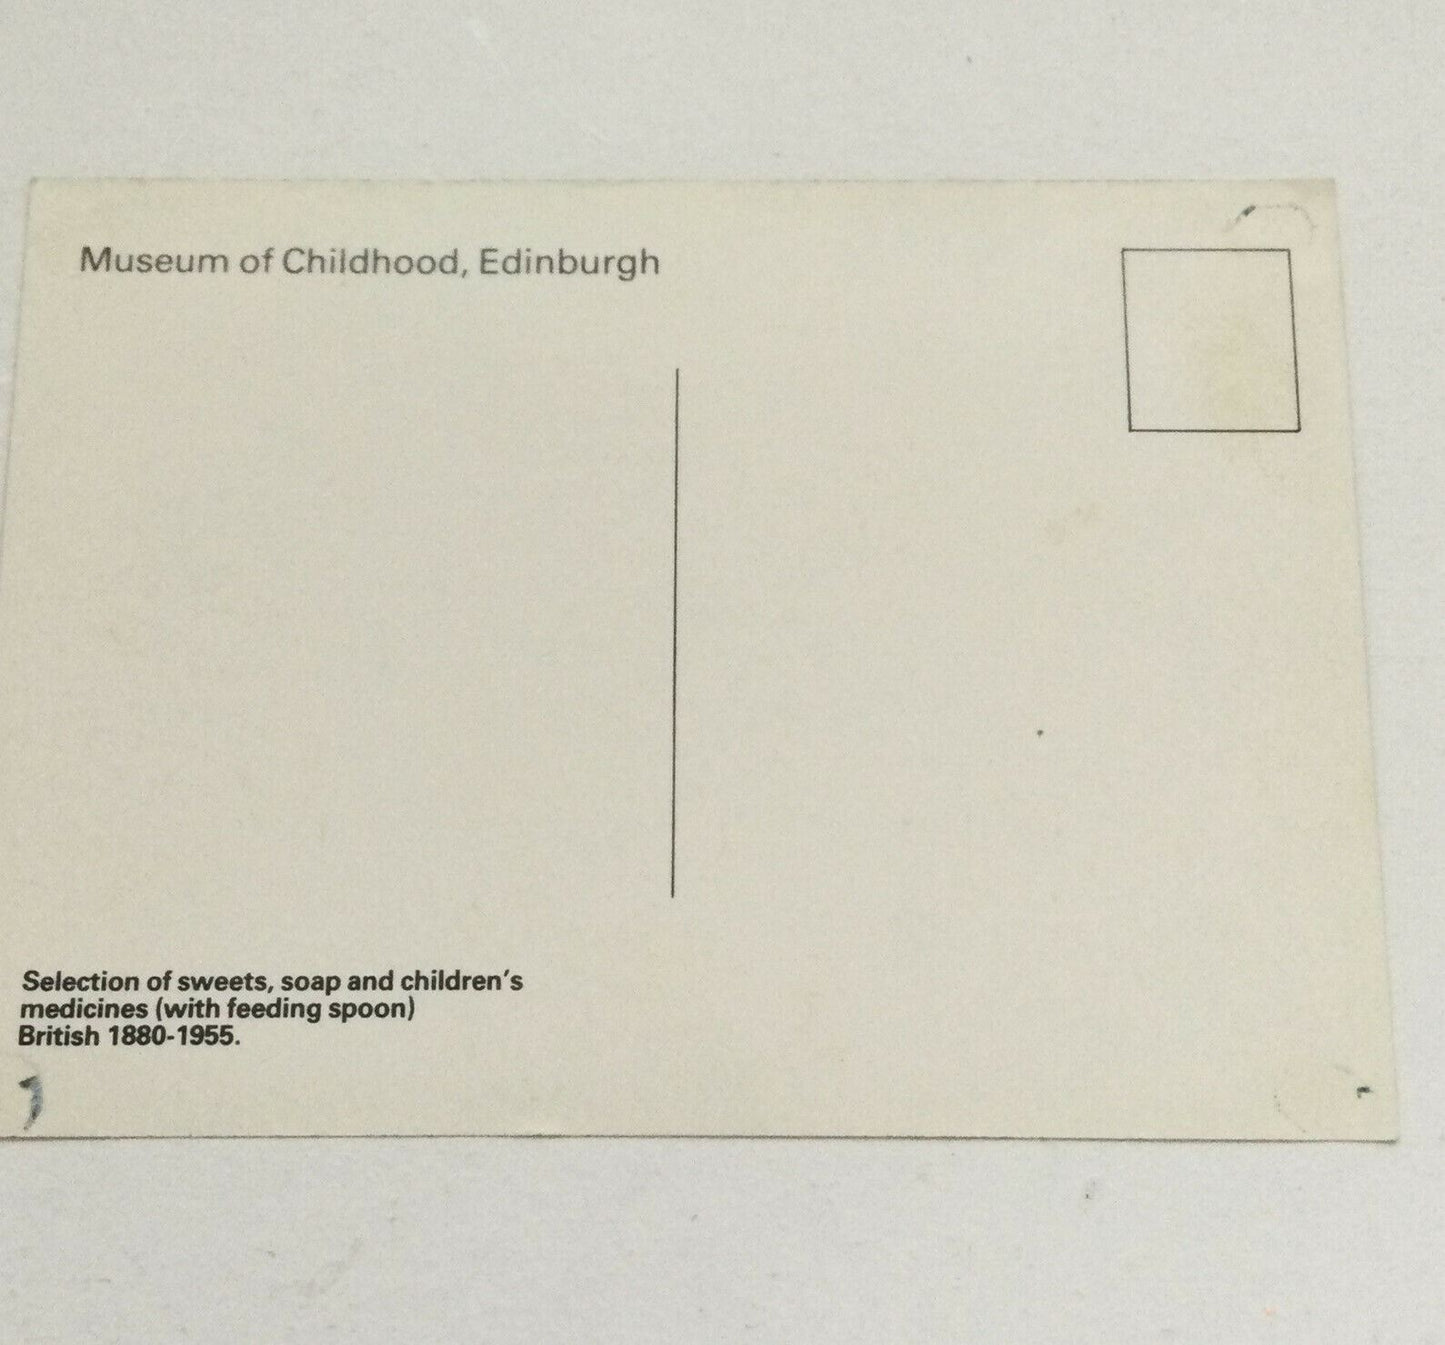 Museum of Childhood, Edinburgh
Selection of sweets, soap and children's
medicines (with feeding spoon)
British 1880-1955.